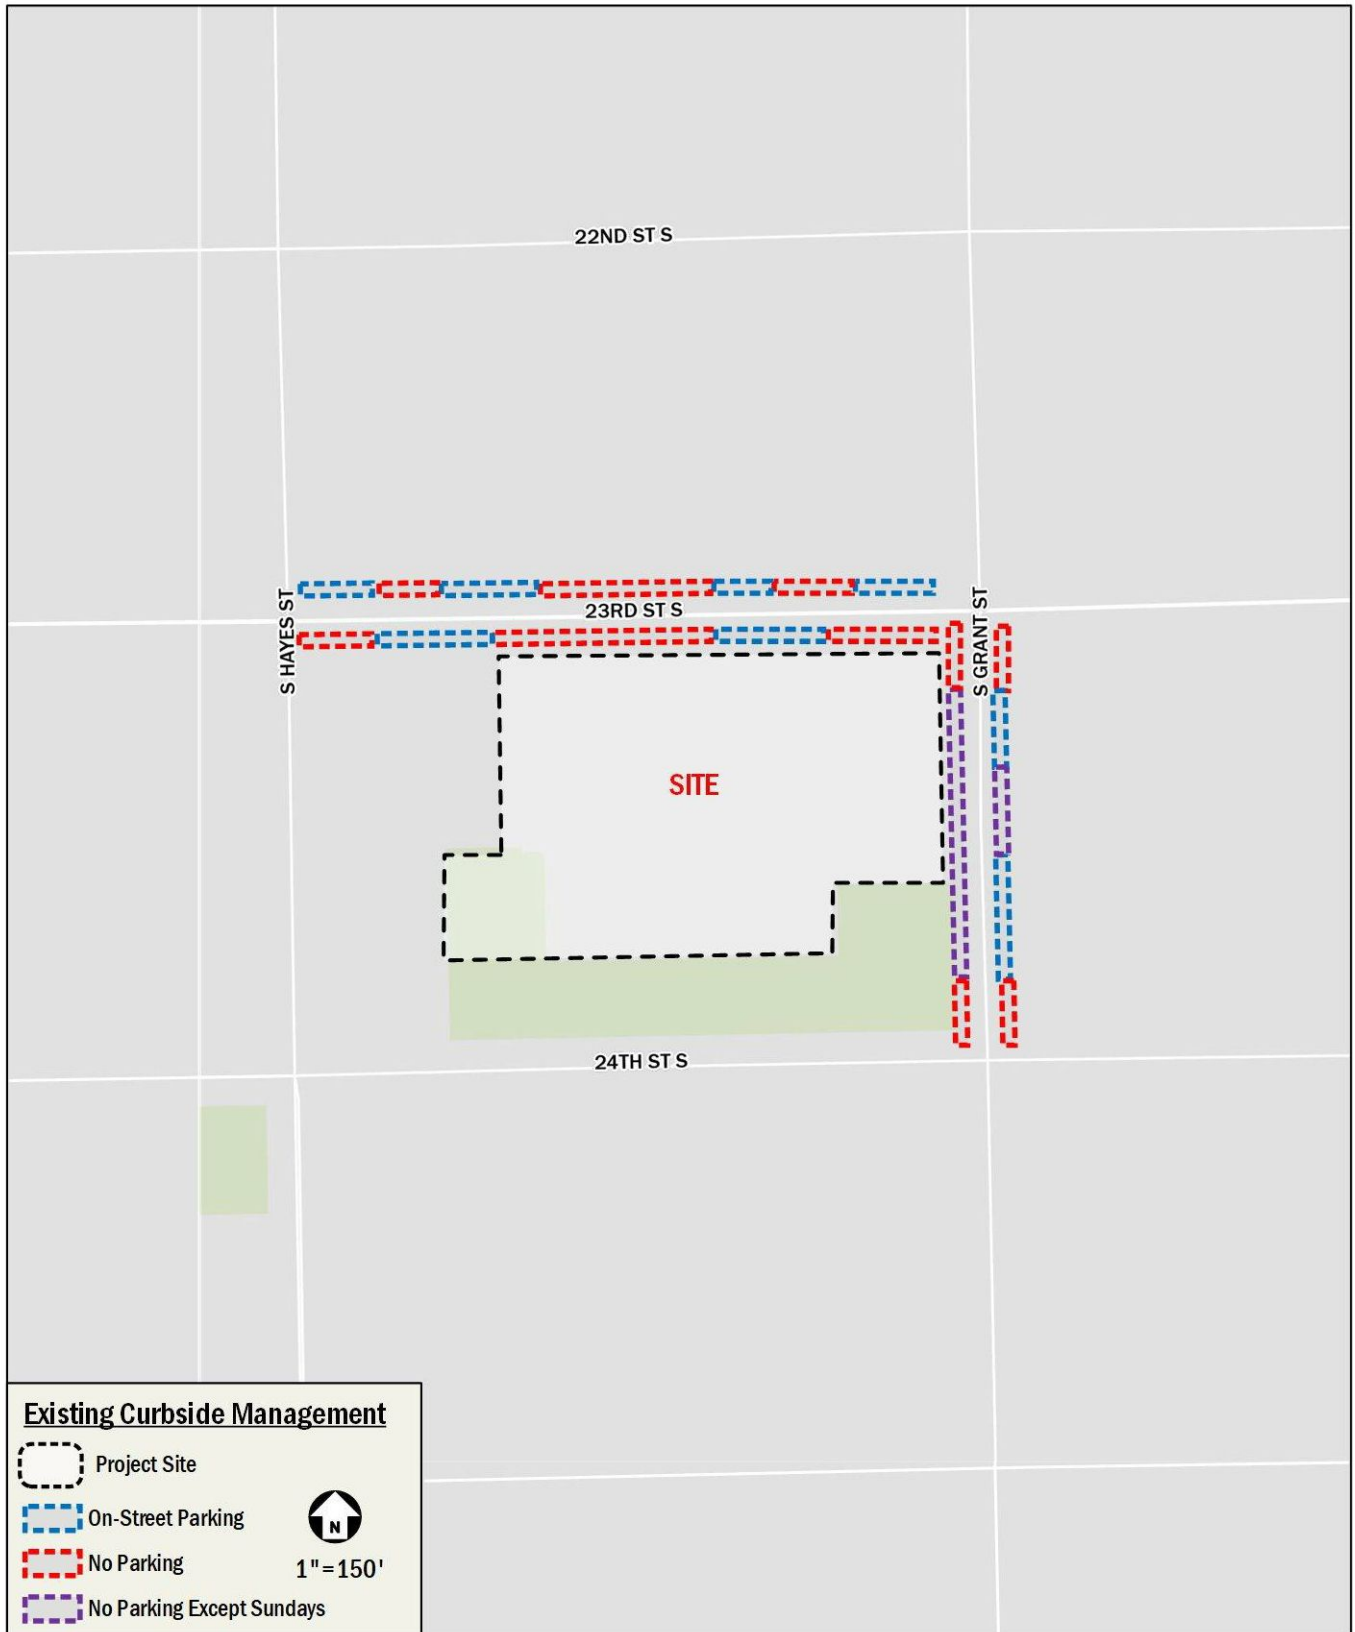 22ND ST S
23RD ST S
S HAYES ST
S GRANT ST
SITE
24TH ST S
Existing Curbside Management
Project Site
On-Street Parking
N
No Parking
1"=150'
No Parking Except Sundays